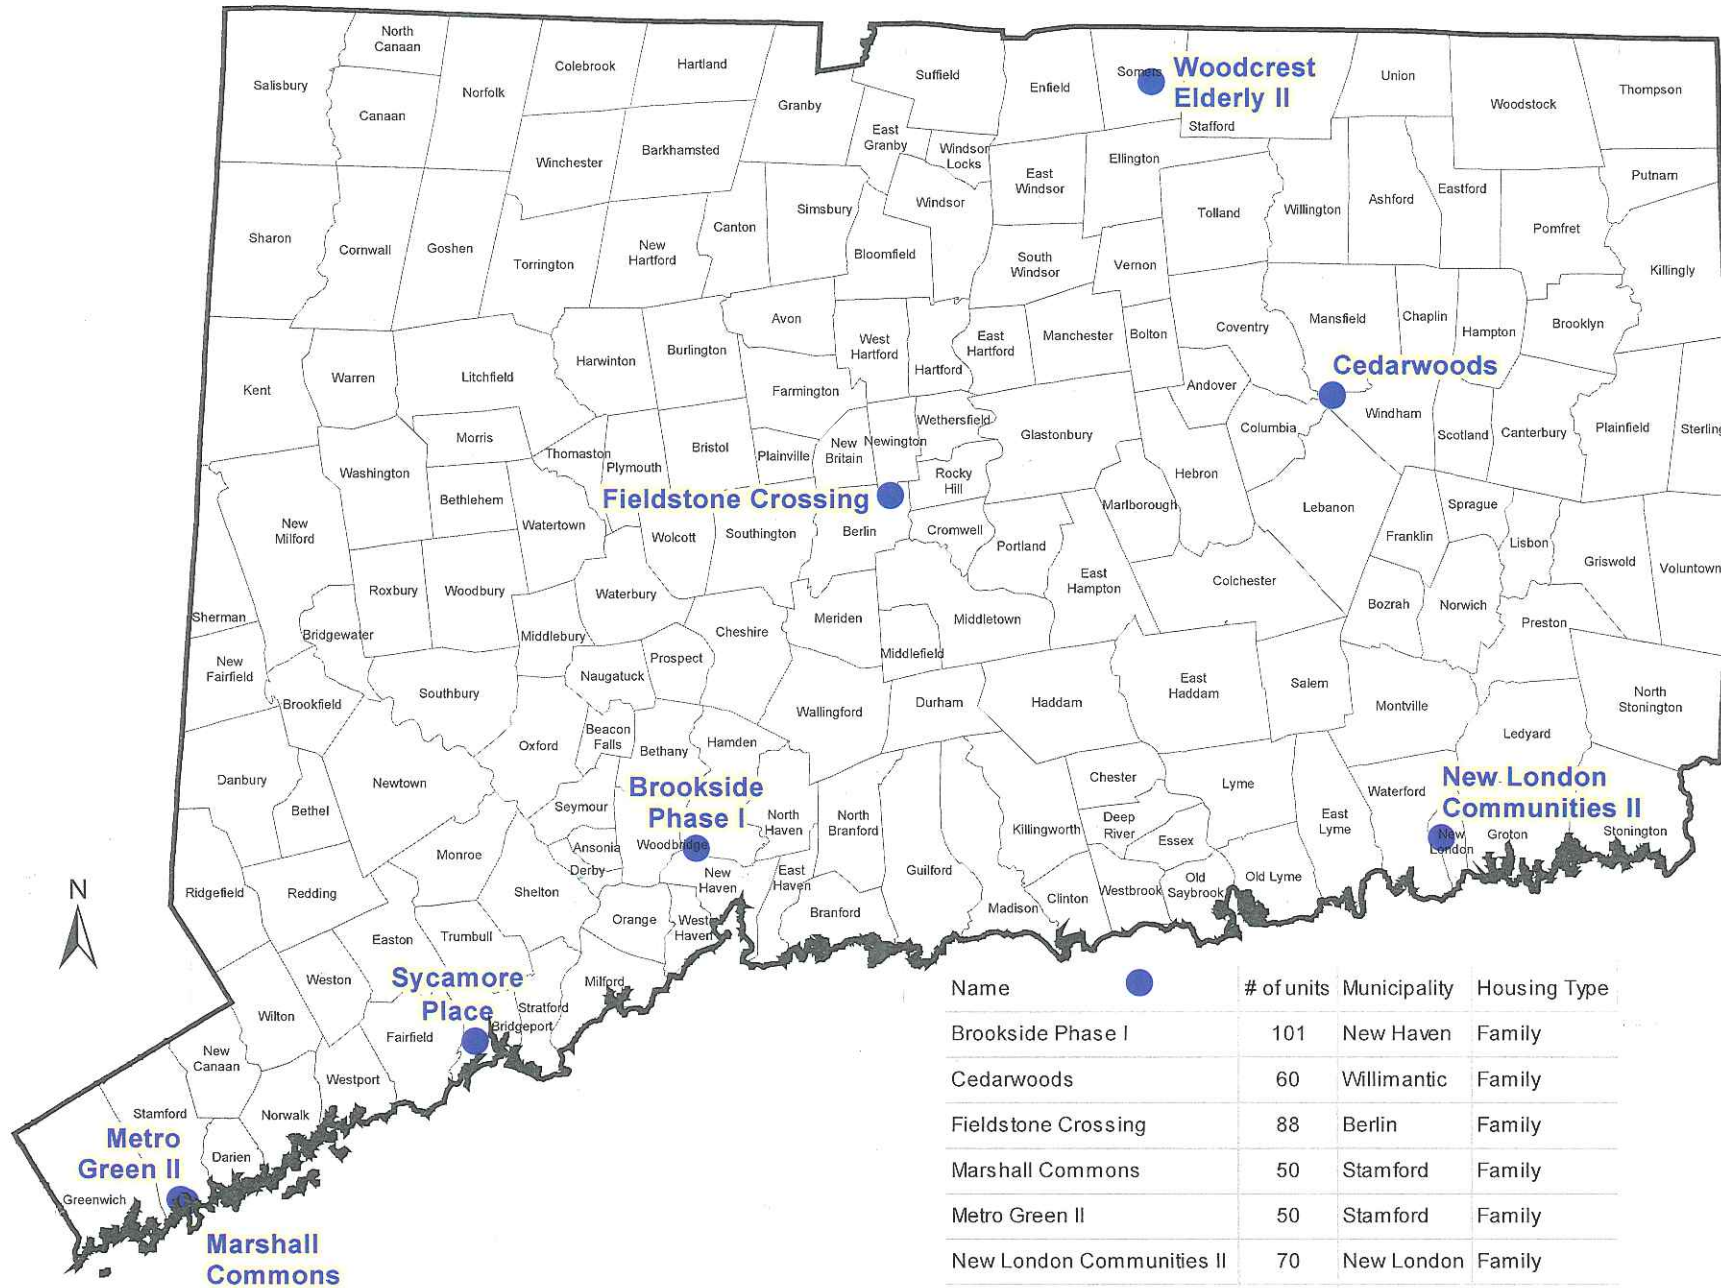 North
Canaan
Colebrook
Hartland
Salisbury
Norfolk
Canaan
Granby
Suffield
Enfield
Somers
Woodcrest
Elderly II
Stafford
Union
Woodstock
Thompson
East
Granby
Windsor
Locks
Winchester
Barkhamsted
East
Windsor
Ellington
Putnam
Sharon
Cornwall
Goshen
Torrington
New
Hartford
Canton
Simsbury
Windsor
Bloomfield
South
Windsor
Vernon
Tolland
Willington
Ashford
Eastford
Pomfret
Killingly
Avon
West
Hartford
Hartford
East
Hartford
Manchester
Bolton
Coventry
Mansfield
Chaplin
Hampton
Brooklyn
Kent
Warren
Litchfield
Harwinton
Burlington
Farmington
Andover
Cedarwoods
Windham
Columbia
Scotland
Canterbury
Plainfield
Sterling
Morris
Washington
Thomaston
Plymouth
Bristol
Plainville
New
Britain
Newington
Wethersfield
Glastonbury
Rocky
Hill
Hebron
Marlborough
Lebanon
Sprague
Franklin
Lisbon
Griswold
Voluntown
Bethlehem
Watertown
New
Milford
Fieldstone Crossing
Wolcott
Southington
Berlin
Cromwell
Portland
East
Hampton
Colchester
Bozrah
Norwich
Preston
Roxbury
Woodbury
Waterbury
Sherman
Bridgewater
Middlebury
Cheshire
Meriden
Middletown
Middlefield
New
Fairfield
Brookfield
Southbury
Naugatuck
Prospect
Wallingford
Durham
Haddam
East
Haddam
Salem
Montville
North
Stonington
Ledyard
Oxford
Beacon
Falls
Bethany
Hamden
Danbury
Bethel
Newtown
Brookside
Phase I
Seymour
Ansonia
Derby
Woodbridge
New
Haven
North
Haven
East
Haven
North
Branford
Guilford
Killingworth
Chester
Deep
River
Essex
Lyme
East
Lyme
Waterford
New London
Communities II
New
London
Groton
Stonington
Ridgefield
Redding
Monroe
Shelton
Orange
West
Haven
Branford
Madison
Clinton
Westbrook
Old
Saybrook
Old Lyme
N
Easton
Trumbull
Weston
Sycamore
Place
Milford
Stratford
Bridgeport
Wilton
Fairfield
New
Canaan
Westport
Stamford
Norwalk
Metro
Green II
Darien
Greenwich
Marshall
Commons
Name # of units Municipality Housing Type
Brookside Phase I 101 New Haven Family
Cedarwoods 60 Willimantic Family
Fieldstone Crossing 88 Berlin Family
Marshall Commons 50 Stamford Family
Metro Green II 50 Stamford Family
New London Communities II 70 New London Family